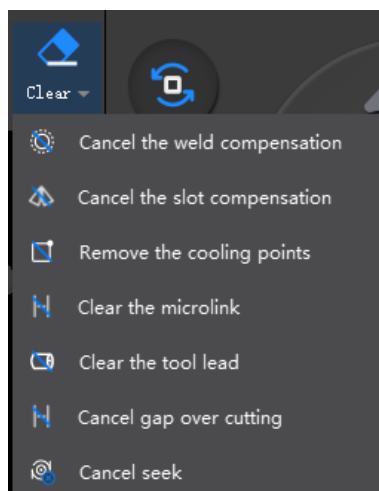 Clear
Cancel the weld compensation
Cancel the slot compensation
Remove the cooling points
Clear the microlink
Clear the tool lead
Cancel gap over cutting
Cancel seek